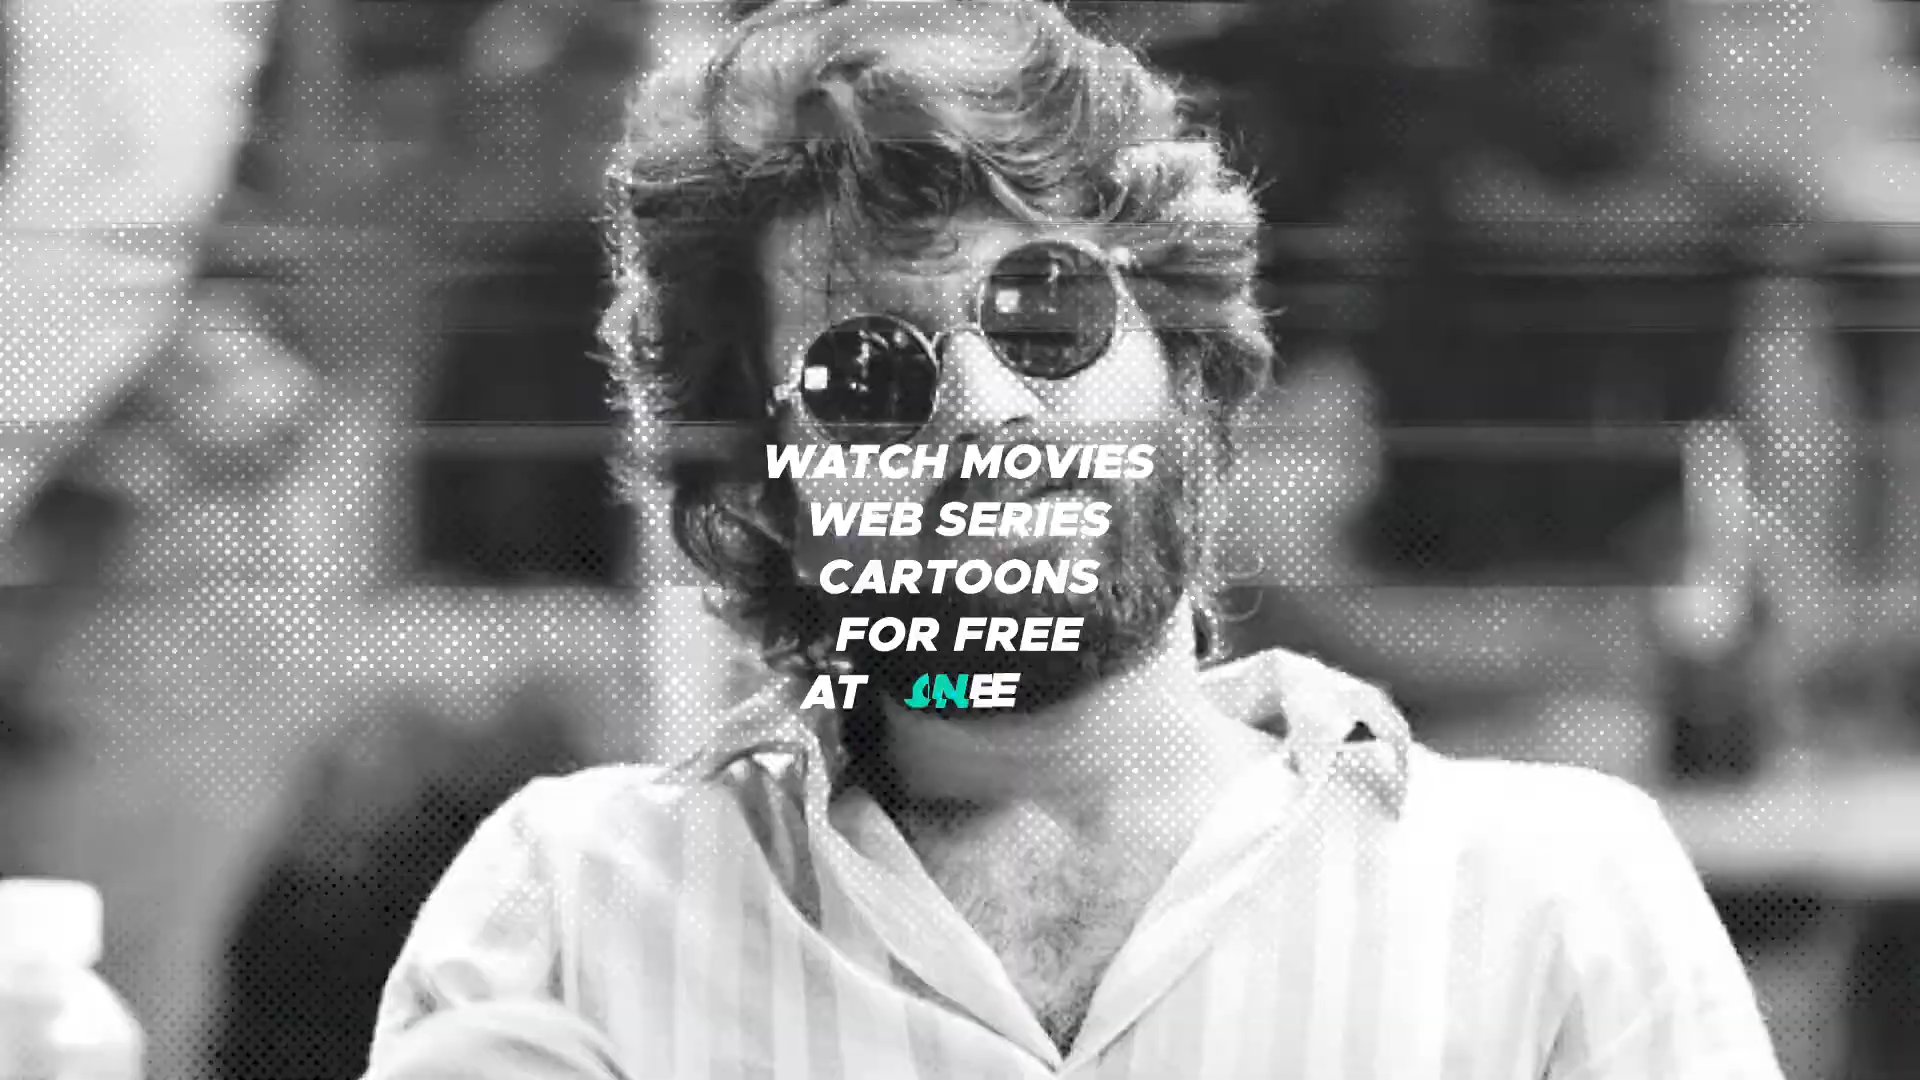 WATCH MOVIES
WEB SERIES
CARTOONS
FOR FREE
AT